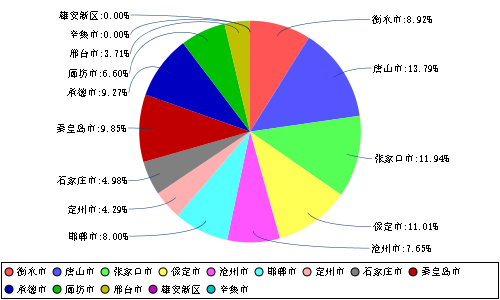 雄安新区:0.00%
辛集市:0.00%
邢台市:3.71%
廊坊市:6.60%
承德市:9.27%
秦皇岛市:9.85%
石家庄市:4.98%
定州市:4.29%
邯郸市:8.00%
衡水市:8.92%
唐山市:13.79%
张家口市:11.94%
保定市:11.01%
沧州市:7.65%
衡水市 唐山市 张家口市 保定市 沧州市 邯郸市 定州市 石家庄市 秦皇岛市
承德市 廊坊市 邢台市 雄安新区 辛集市